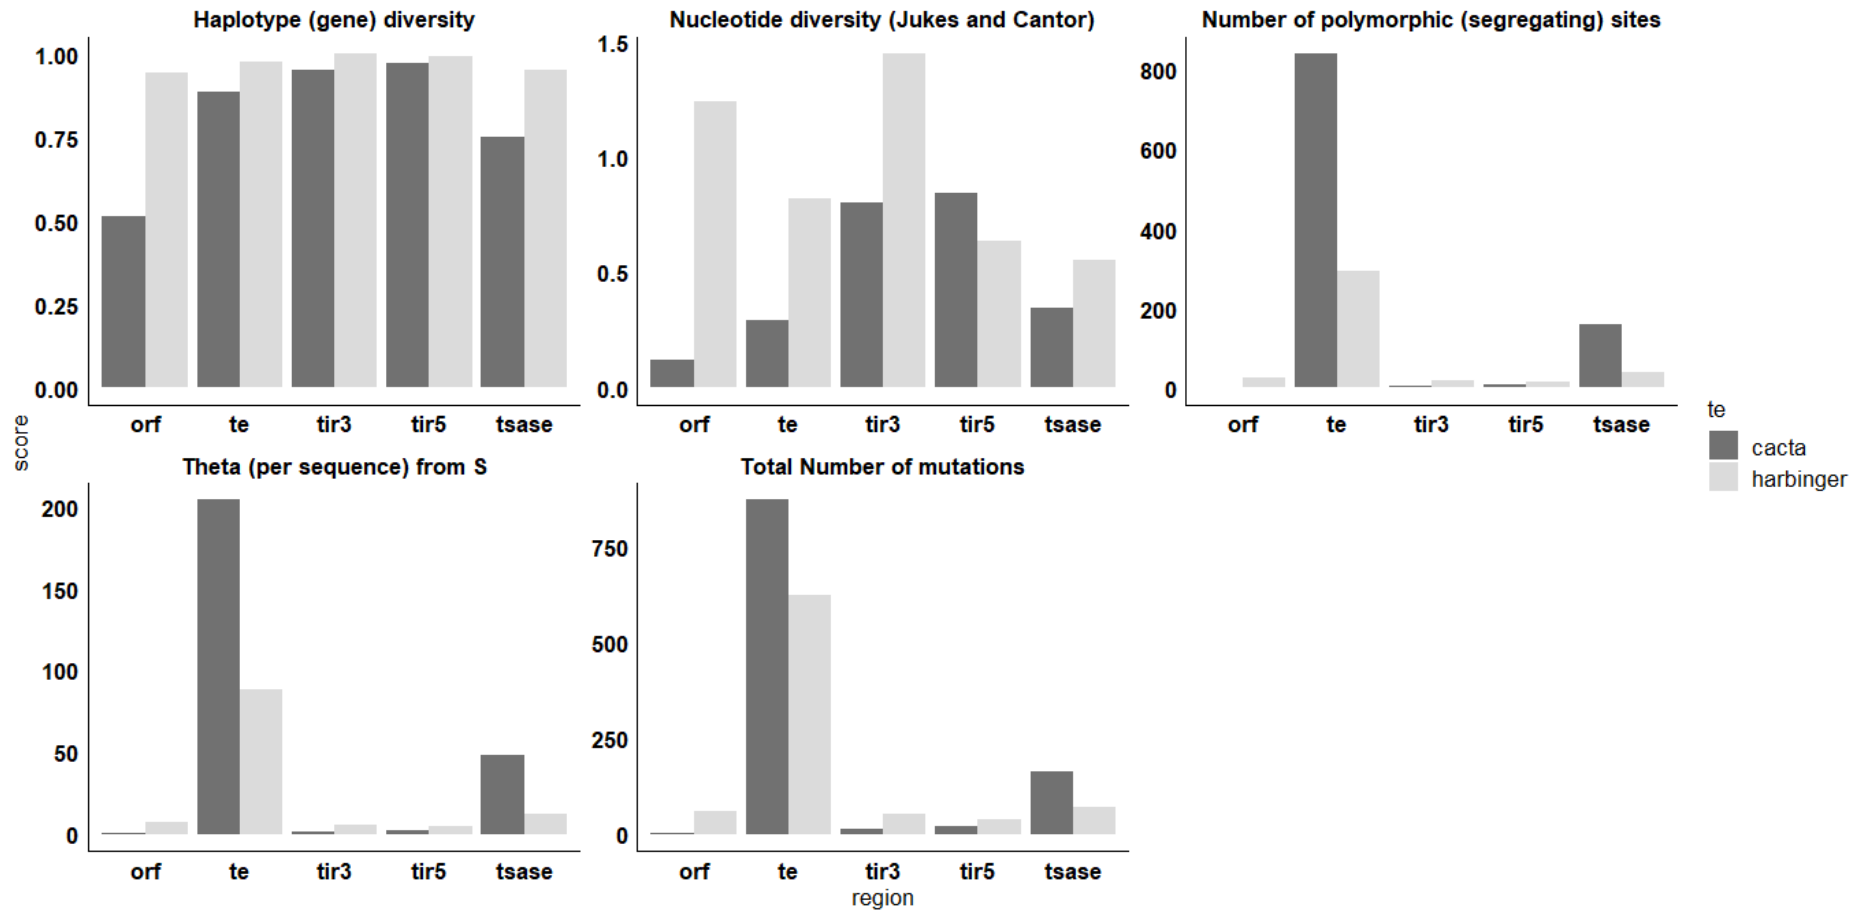 Haplotype (gene) diversity
1.00
0.75
0.50
0.25
0.00
orf te tir3 tir5 tsase
Nucleotide diversity (Jukes and Cantor)
1.5
1.0
0.5
0.0
orf te tir3 tir5 tsase
Number of polymorphic (segregating) sites
800
600
400
200
0
orf te tir3 tir5 tsase
score
Theta (per sequence) from S
200
150
100
50
0
orf te tir3 tir5 tsase
Total Number of mutations
750
500
250
0
orf te tir3 tir5 tsase
region
te
cacta
harbinger